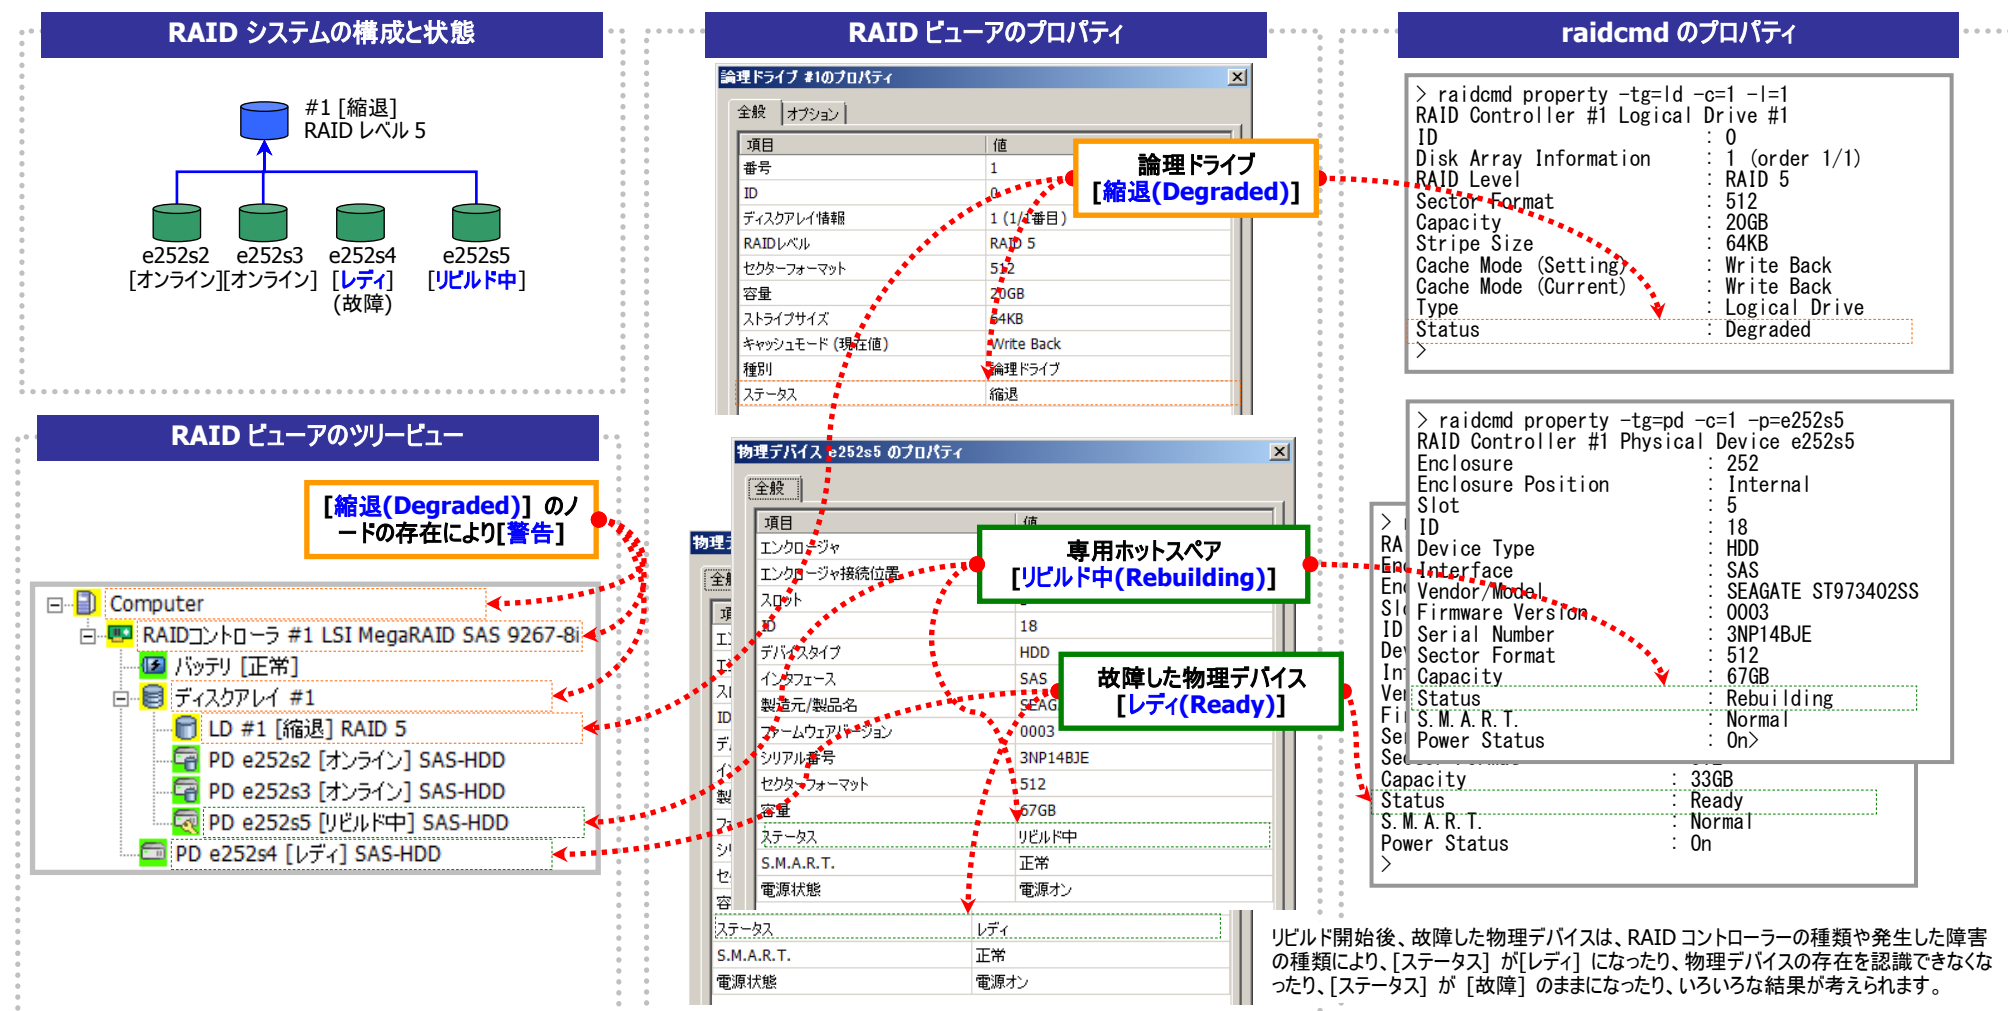 RAID システムの構成と状態
#1 [縮退]
RAID レベル 5
e252s2
[オンライン]
e252s3
[オンライン]
e252s4
[レディ]
(故障)
e252s5
[リビルド中]
RAID ビューアのツリービュー
[縮退(Degraded)] のノ
ードの存在により[警告]
Computer
RAIDコントローラ #1 LSI MegaRAID SAS 9267-8i
バッテリ [正常]
ディスクアレイ #1
LD #1 [縮退] RAID 5
PD e252s2 [オンライン] SAS-HDD
PD e252s3 [オンライン] SAS-HDD
PD e252s5 [リビルド中] SAS-HDD
PD e252s4 [レディ] SAS-HDD
RAID ビューアのプロパティ
論理ドライブ #1のプロパティ
全般 オプション
項目 値
番号 1
ID 0
ディスクアレイ情報 1 (1/1番目)
RAIDレベル RAID 5
セクターフォーマット 512
容量 20GB
ストライプサイズ 64KB
キャッシュモード (現在値) Write Back
種別 論理ドライブ
ステータス 縮退
論理ドライブ
[縮退(Degraded)]
物理デバイス e252s5 のプロパティ
全般
項目 値
エンクロージャ
エンクロージャ接続位置
スロット
ID 18
デバイスタイプ HDD
インタフェース SAS
製造元/製品名 SEAG
ファームウェアバージョン 0003
シリアル番号 3NP14BJE
セクターフォーマット 512
容量 67GB
ステータス リビルド中
S.M.A.R.T. 正常
電源状態 電源オン
専用ホットスペア
[リビルド中(Rebuilding)]
故障した物理デバイス
[レディ(Ready)]
ステータス レディ
S.M.A.R.T. 正常
電源状態 電源オン
raidcmd のプロパティ
> raidcmd property -tg=ld -c=1 -l=1
RAID Controller #1 Logical Drive #1
ID : 0
Disk Array Information : 1 (order 1/1)
RAID Level : RAID 5
Sector Format : 512
Capacity : 20GB
Stripe Size : 64KB
Cache Mode (Setting) : Write Back
Cache Mode (Current) : Write Back
Type : Logical Drive
Status : Degraded
>
> raidcmd property -tg=pd -c=1 -p=e252s5
RAID Controller #1 Physical Device e252s5
Enclosure : 252
Enclosure Position : Internal
Slot : 5
ID : 18
Device Type : HDD
Interface : SAS
Vendor/Model : SEAGATE ST973402SS
Firmware Version : 0003
Serial Number : 3NP14BJE
Sector Format : 512
Capacity : 67GB
Status : Rebuilding
S.M.A.R.T. : Normal
Power Status : On>
Capacity : 33GB
Status : Ready
S.M.A.R.T. : Normal
Power Status : On
>
リビルド開始後、故障した物理デバイスは、RAID コントローラーの種類や発生した障害
の種類により、[ステータス] が[レディ] になったり、物理デバイスの存在を認識できなくな
ったり、[ステータス] が [故障] のままになったり、いろいろな結果が考えられます。